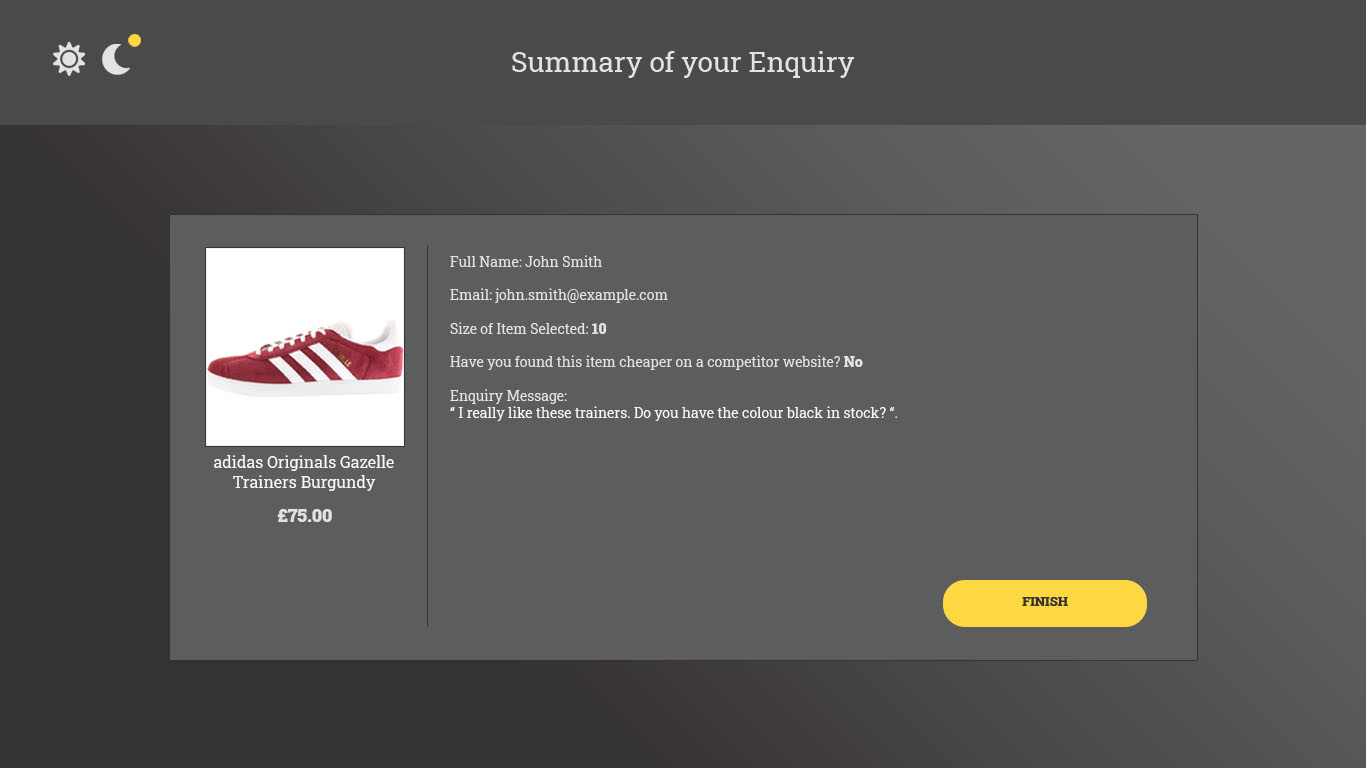 Summary of your Enquiry
Full Name: John Smith
Email: john.smith@example.com
Size of Item Selected: 10
Have you found this item cheaper on a competitor website? No
Enquiry Message:
“ I really like these trainers. Do you have the colour black in stock? “.
adidas Originals Gazelle
Trainers Burgundy
£75.00
FINISH